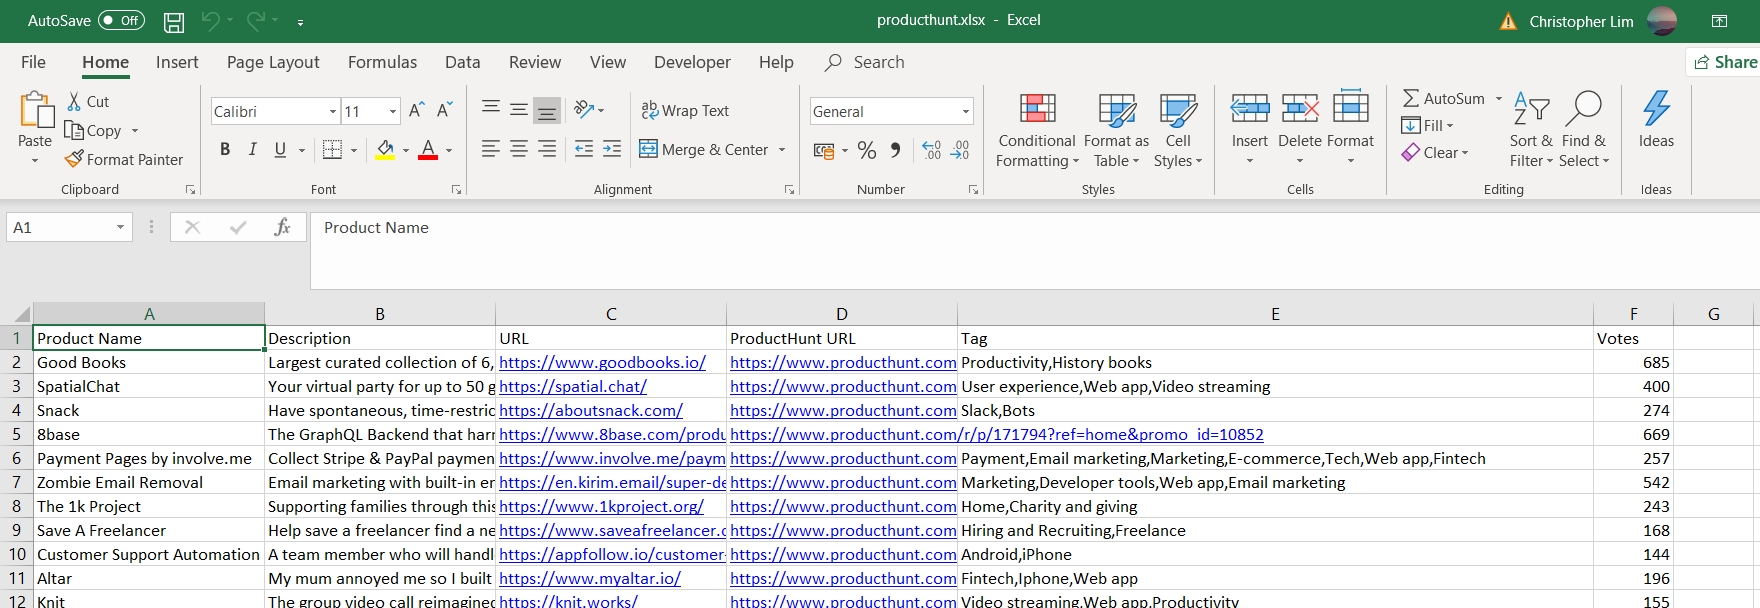 AutoSave Off producthunt.xlsx - Excel Christopher Lim
File Home Insert Page Layout Formulas Data Review View Developer Help Search Share
Paste Cut Copy Format Painter Clipboard
Calibri 11 A A B I U A Font
ab Wrap Text Merge & Center Alignment
General % .00 .00 Number
Conditional Formatting Format as Table Cell Styles Styles
Insert Delete Format Cells
AutoSum Fill Clear Sort & Filter Find & Select Editing
Ideas Ideas
A1 fx Product Name
A B C D E F G
1 Product Name Description URL ProductHunt URL Tag Votes
2 Good Books Largest curated collection of 6, https://www.goodbooks.io/ https://www.producthunt.com Productivity,History books 685
3 SpatialChat Your virtual party for up to 50 g https://spatial.chat/ https://www.producthunt.com User experience,Web app,Video streaming 400
4 Snack Have spontaneous, time-restric https://aboutsnack.com/ https://www.producthunt.com Slack,Bots 274
5 8base The GraphQL Backend that harr https://www.8base.com/produ https://www.producthunt.com/r/p/171794?ref=home&promo_id=10852 669
6 Payment Pages by involve.me Collect Stripe & PayPal paymen https://www.involve.me/paym https://www.producthunt.com Payment,Email marketing,Marketing,E-commerce,Tech,Web app,Fintech 257
7 Zombie Email Removal Email marketing with built-in er https://en.kirim.email/super-de https://www.producthunt.com Marketing,Developer tools,Web app,Email marketing 542
8 The 1k Project Supporting families through this https://www.1kproject.org/ https://www.producthunt.com Home,Charity and giving 243
9 Save A Freelancer Help save a freelancer find a ne https://www.saveafreelancer.c https://www.producthunt.com Hiring and Recruiting,Freelance 168
10 Customer Support Automation A team member who will handl https://appfollow.io/customer- https://www.producthunt.com Android,iPhone 144
11 Altar My mum annoyed me so I built https://www.myaltar.io/ https://www.producthunt.com Fintech,Iphone,Web app 196
12 Knit The group video call reimagined https://knit.works/ https://www.producthunt.com Video streaming,Web app,Productivity 155